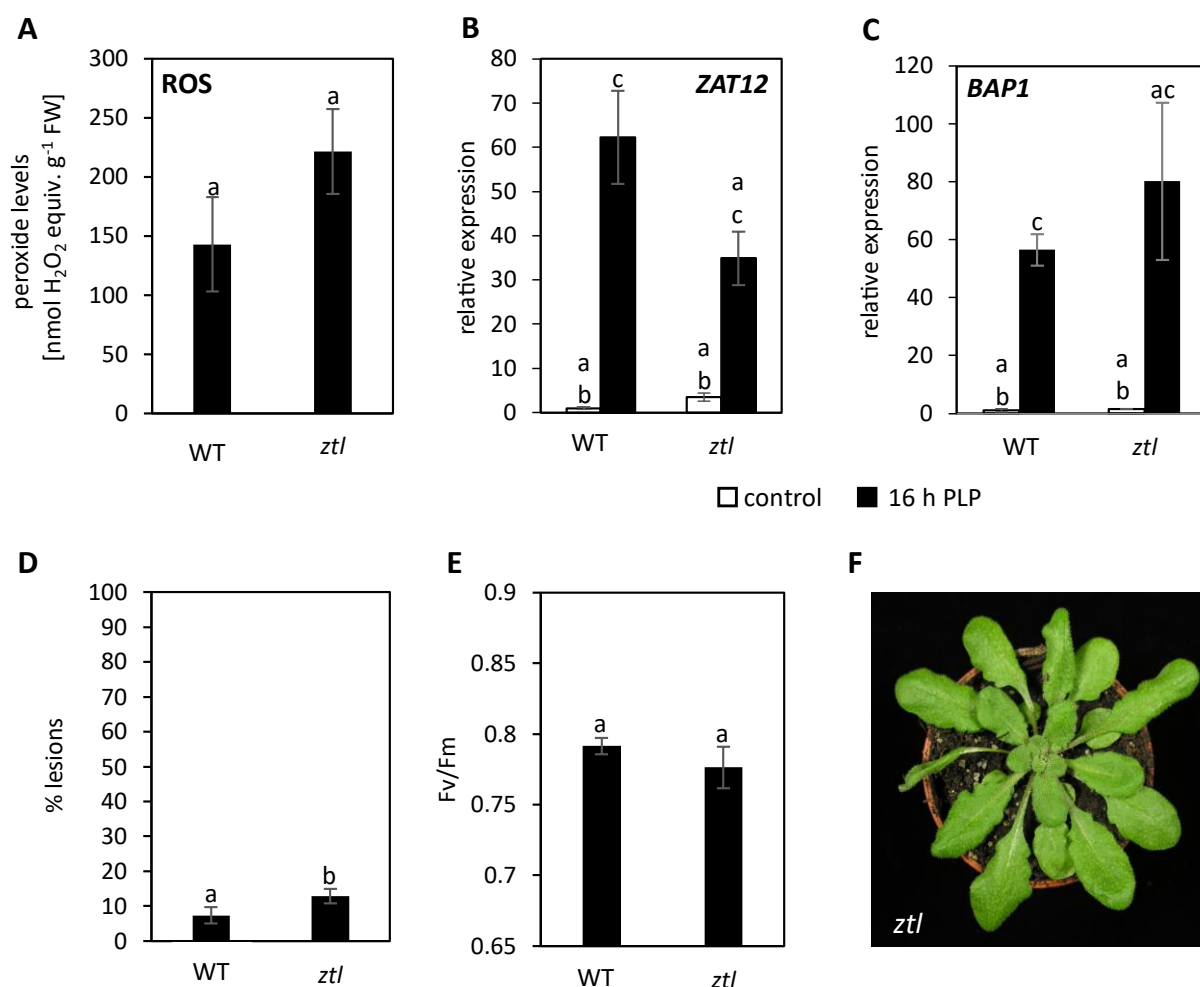 A
ROS
300
250
200
150
100
50
0
peroxide levels
[nmol H₂O₂ equiv. g⁻¹ FW]
a
a
WT
ztl
B
ZAT12
80
70
60
50
40
30
20
10
0
relative expression
a
b
c
a
b
a
c
WT
ztl
C
BAP1
120
100
80
60
40
20
0
relative expression
a
b
c
a
b
ac
WT
ztl
control
16 h PLP
D
100
90
80
70
60
50
40
30
20
10
0
% lesions
a
b
WT
ztl
E
0.9
0.85
0.8
0.75
0.7
0.65
Fv/Fm
a
a
WT
ztl
F
ztl